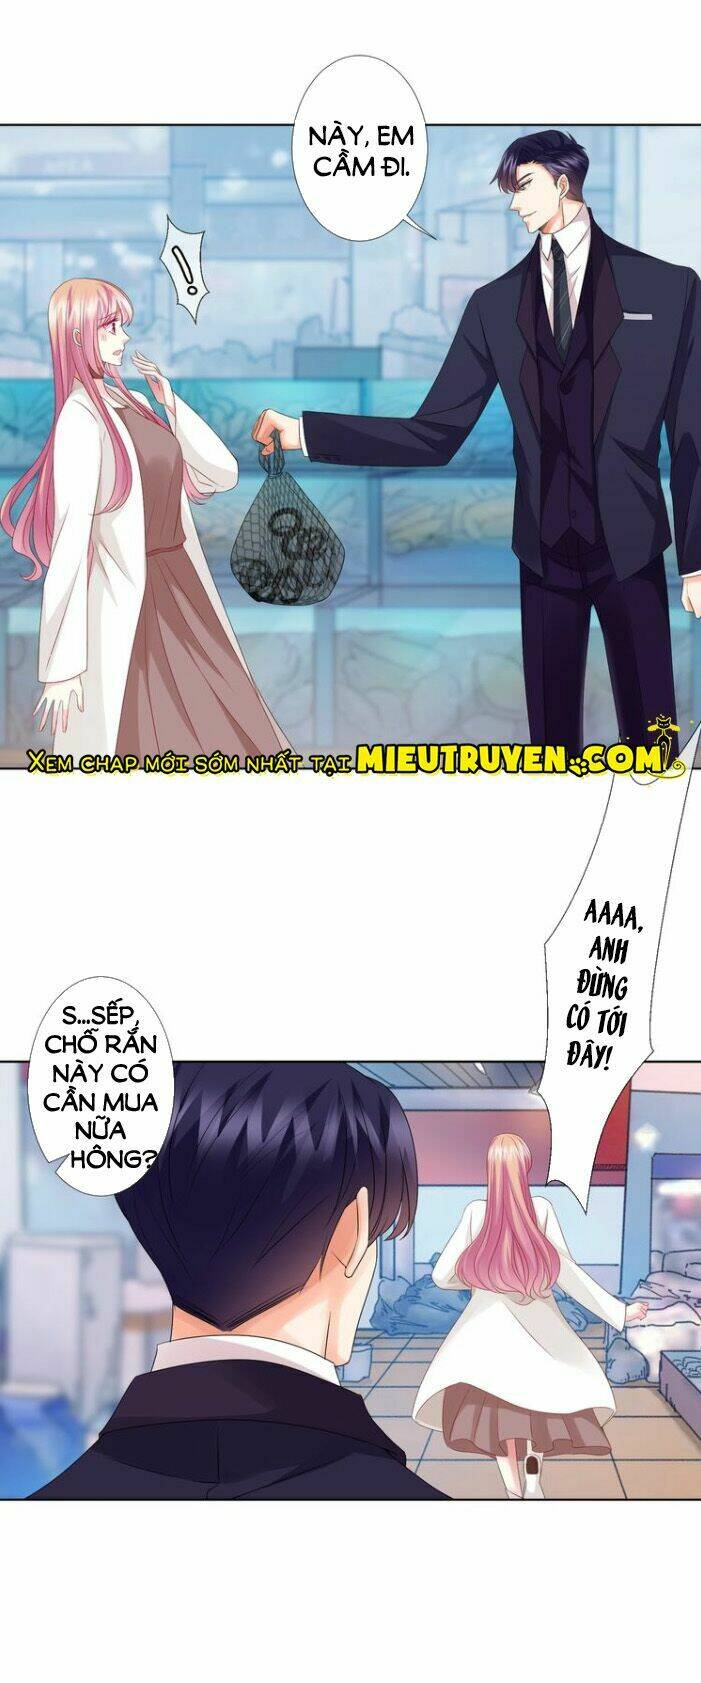 NÀY, EM
CẦM ĐI.
!
XEM CHAP MỚI SỚM NHẤT TẠI MIEUTRUYEN.COM
AAAA,
ANH
ĐỪNG
CÓ TỚI
ĐÂY!
S...SẾP,
CHỖ RẮN
NÀY CÓ
CẦN MUA
NỮA
HÔNG?